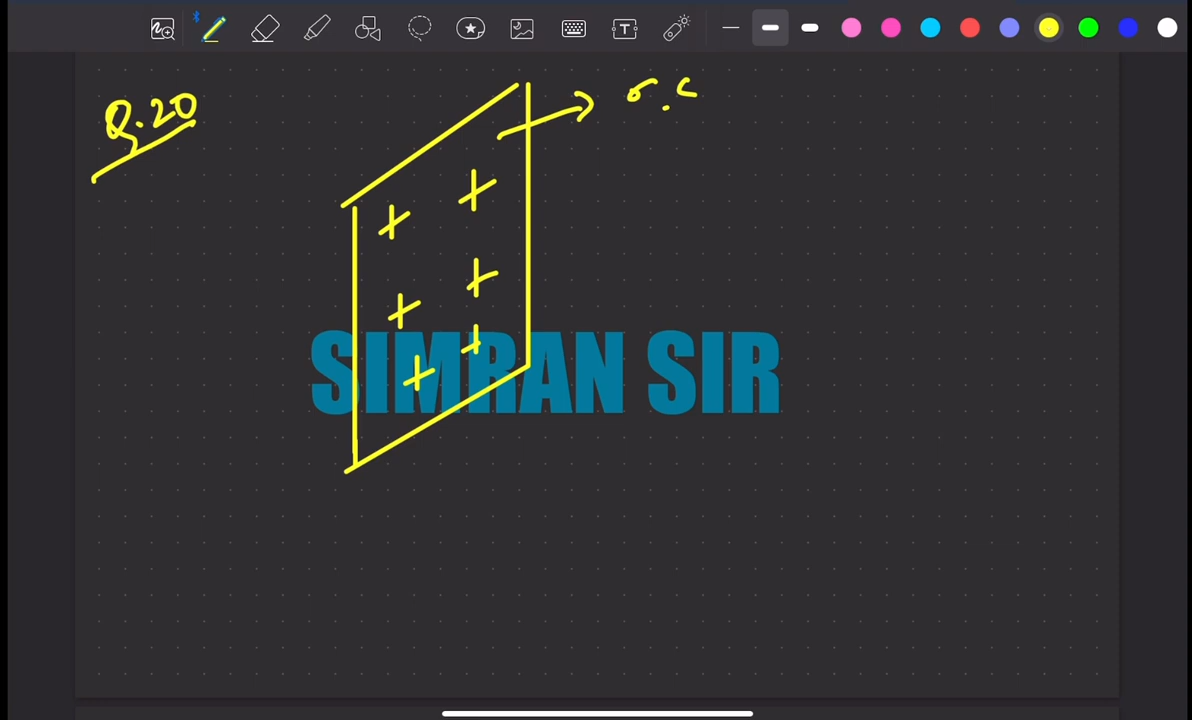 Q.20
σ.c
+ +
+ +
+ +
SIMRAN SIR